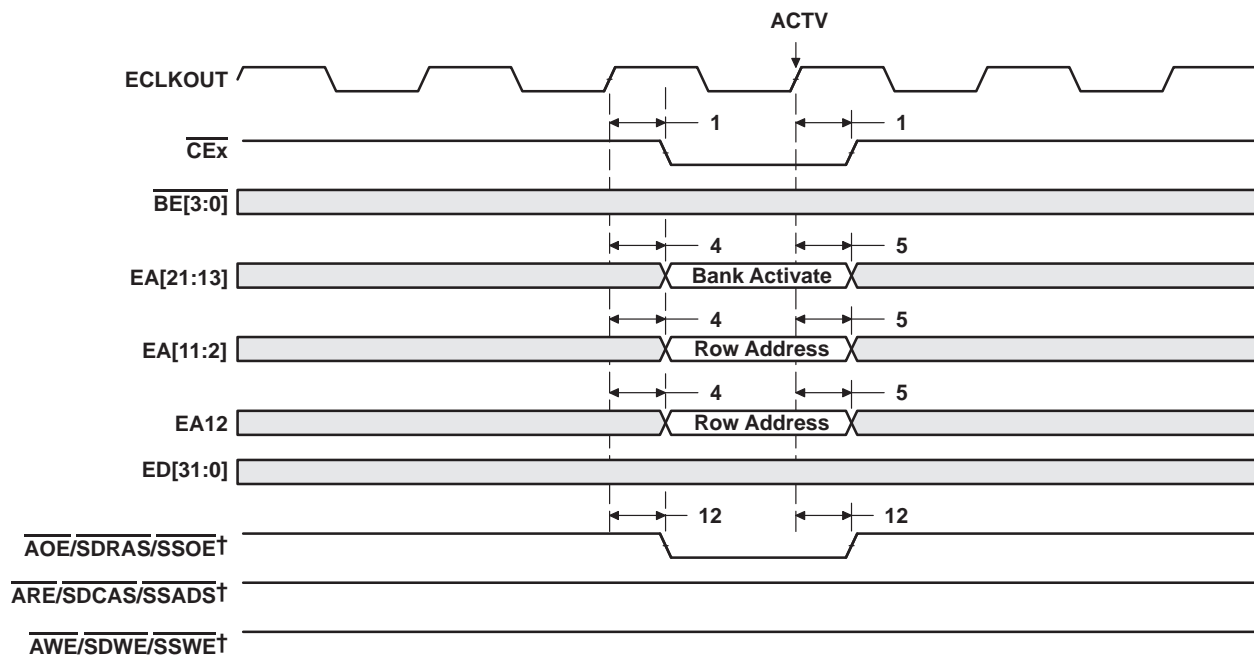 ACTV
ECLKOUT
1 1
CEx
BE[3:0]
4 5
EA[21:13] Bank Activate
4 5
EA[11:2] Row Address
4 5
EA12 Row Address
ED[31:0]
12 12
AOE/SDRAS/SSOE†
ARE/SDCAS/SSADS†
AWE/SDWE/SSWE†